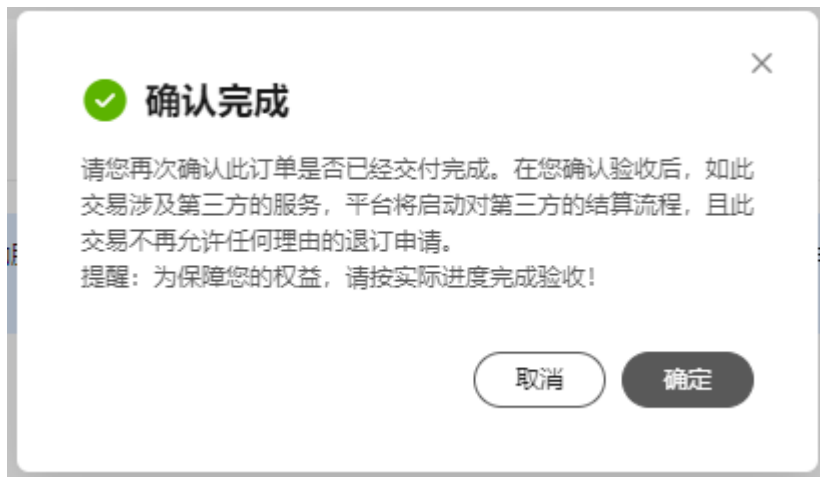 确认完成
请您再次确认此订单是否已经交付完成。在您确认验收后，如此
交易涉及第三方的服务，平台将启动对第三方的结算流程，且此
交易不再允许任何理由的退订申请。
提醒：为保障您的权益，请按实际进度完成验收！
取消
确定